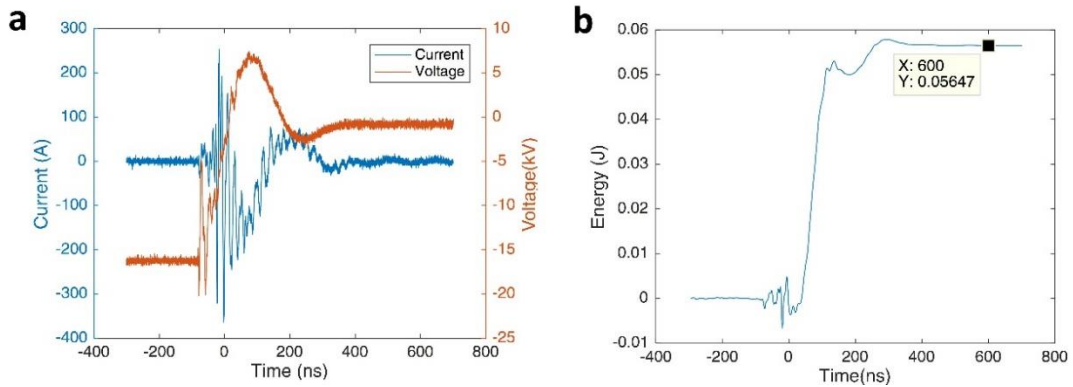 a
300
200
100
0
-100
-200
-300
-400
Current (A)
10
5
0
-5
-10
-15
-20
-25
Voltage(kV)
Current
Voltage
-400 -200 0 200 400 600 800
Time (ns)
b
0.06
0.05
0.04
0.03
0.02
0.01
0
-0.01
Energy (J)
X: 600
Y: 0.05647
-400 -200 0 200 400 600 800
Time(ns)